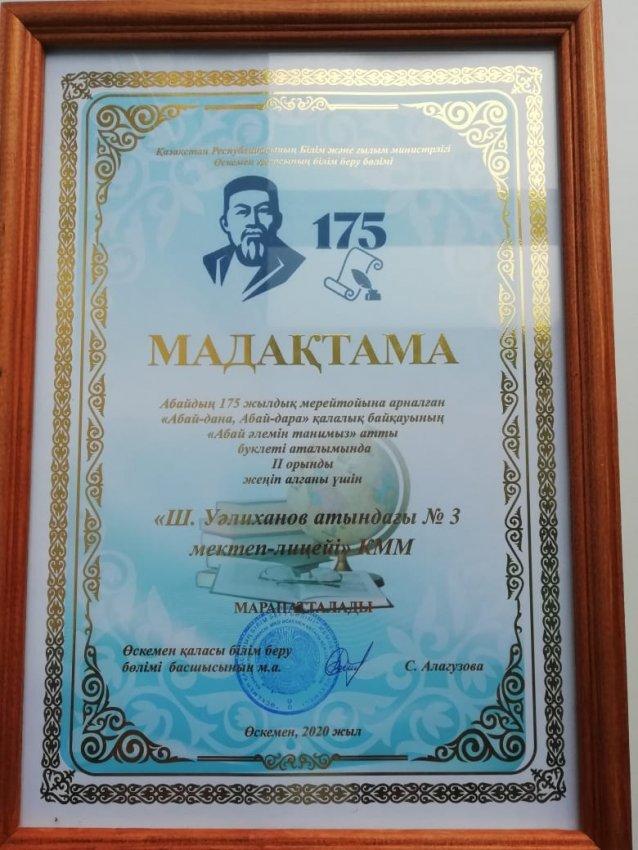 Қазақстан Республикасының Білім және ғылым министрлігі
Өскемен қаласының білім беру бөлімі
175
МАДАҚТАМА
Абайдың 175 жылдық мерейтойына арналған
«Абай-дана, Абай-дара» қалалық байқауының
«Абай әлемін танимыз» атты
буклеті аталымында
ІІ орынды
жеңіп алғаны үшін
«Ш. Уәлиханов атындағы № 3
мектеп-лицейі» КММ
МАРАПАТТАЛАДЫ
Өскемен қаласы білім беру
бөлімі басшысының м.а.
С. Алагузова
Өскемен, 2020 жыл